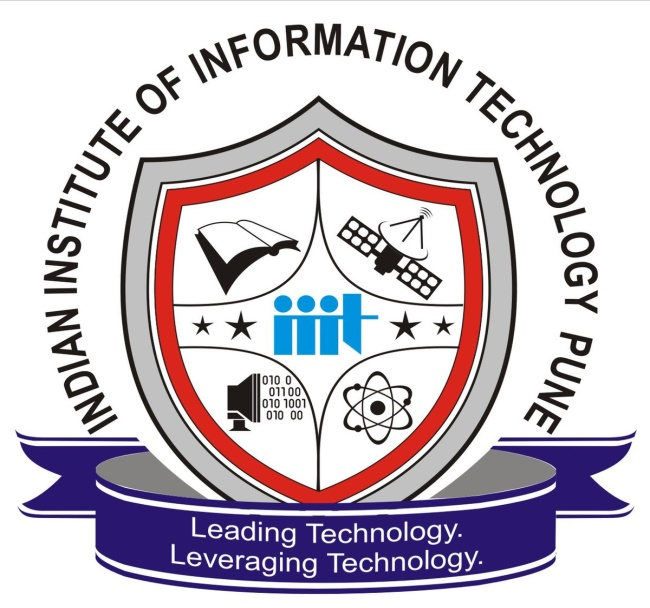 INDIAN INSTITUTE OF INFORMATION TECHNOLOGY PUNE
iiit
010 0
01100
010 1001
010 00
Leading Technology.
Leveraging Technology.